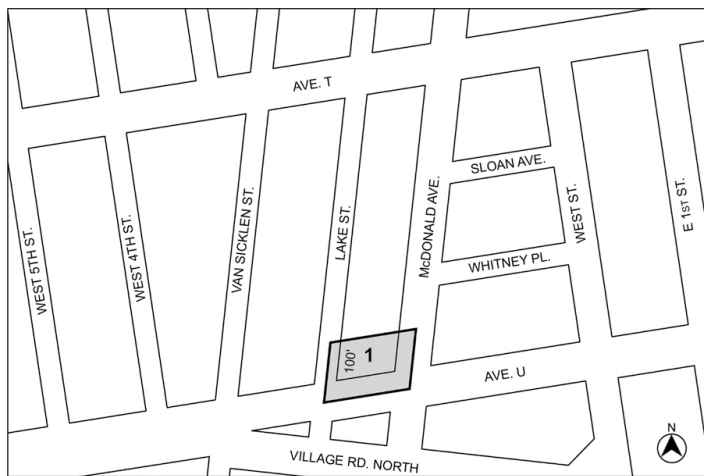 AVE. T
SLOAN AVE.
WEST 5TH ST.
WEST 4TH ST.
VAN SICKLEN ST.
LAKE ST.
McDONALD AVE.
WEST ST.
E 1ST ST.
WHITNEY PL.
100'
1
AVE. U
VILLAGE RD. NORTH
N